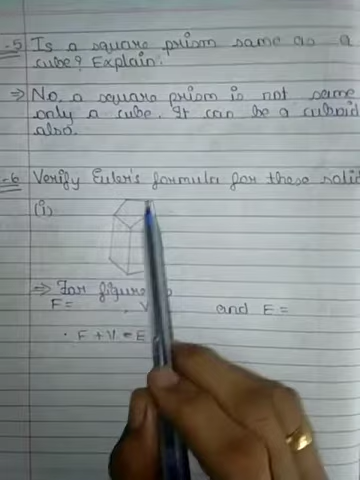 -5 Is a square prism same as a
cube? Explain.
⇒ No, a square prism is not same
only a cube. It can be a cuboid
also.
-6 Verify Euler's formula for these solid
(i)
⇒ For figure
F= , V and E =
. F + V = E